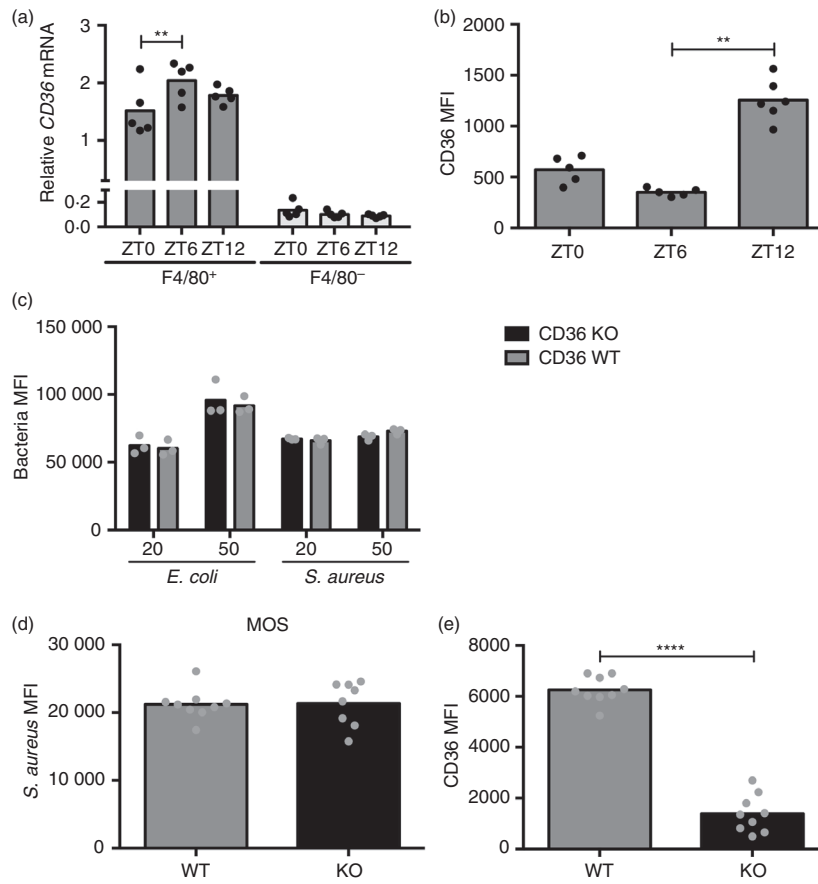 (a)
Relative CD36 mRNA
3
2
1
0·2
0·0
**
ZT0 ZT6 ZT12 ZT0 ZT6 ZT12
F4/80+ F4/80–
(b)
CD36 MFI
2000
1500
1000
500
0
**
ZT0 ZT6 ZT12
(c)
Bacteria MFI
150 000
100 000
50 000
0
20 50 20 50
E. coli S. aureus
CD36 KO
CD36 WT
(d)
MOS
S. aureus MFI
30 000
20 000
10 000
0
WT KO
(e)
CD36 MFI
8000
6000
4000
2000
0
****
WT KO